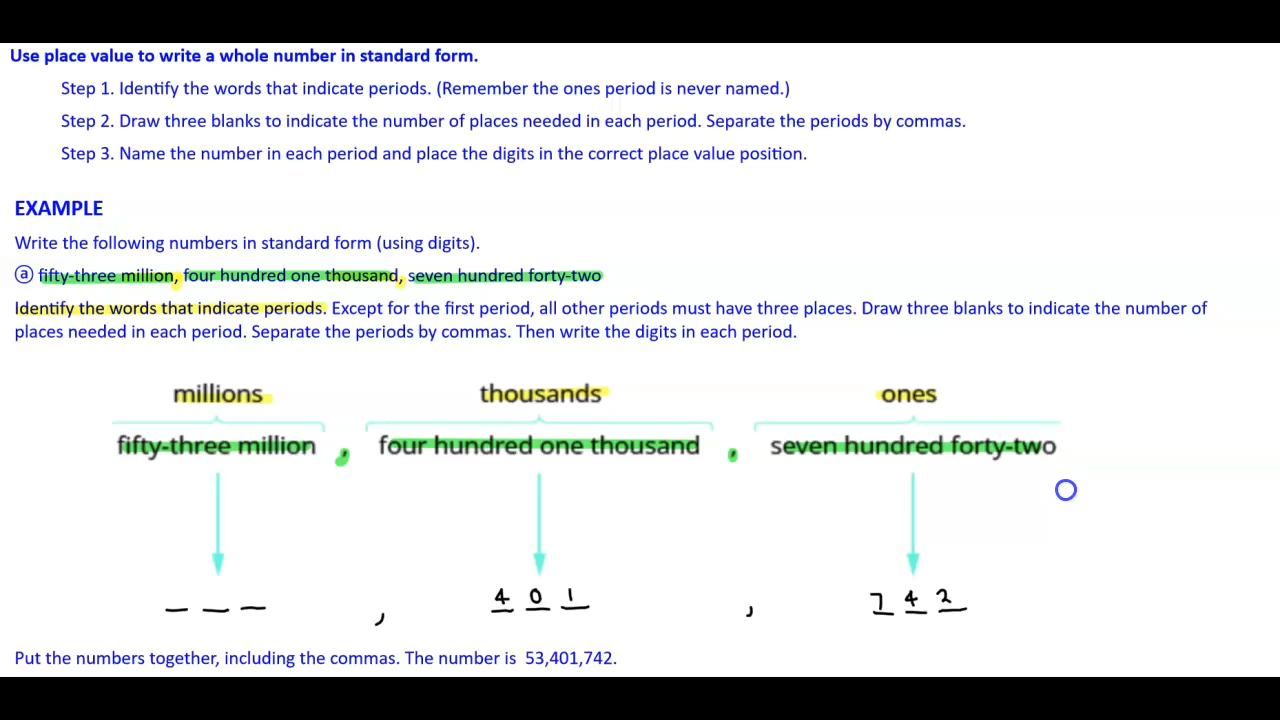 Use place value to write a whole number in standard form.
Step 1. Identify the words that indicate periods. (Remember the ones period is never named.)
Step 2. Draw three blanks to indicate the number of places needed in each period. Separate the periods by commas.
Step 3. Name the number in each period and place the digits in the correct place value position.
EXAMPLE
Write the following numbers in standard form (using digits).
ⓐ fifty-three million, four hundred one thousand, seven hundred forty-two
Identify the words that indicate periods. Except for the first period, all other periods must have three places. Draw three blanks to indicate the number of
places needed in each period. Separate the periods by commas. Then write the digits in each period.
millions thousands ones
fifty-three million , four hundred one thousand , seven hundred forty-two
_ _ _ , 4 0 1 , 7 4 2
Put the numbers together, including the commas. The number is 53,401,742.